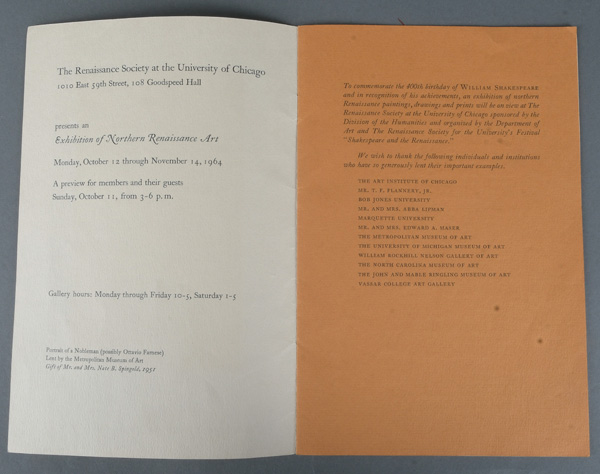 The Renaissance Society at the University of Chicago
1010 East 59th Street, 108 Goodspeed Hall
presents an
Exhibition of Northern Renaissance Art
Monday, October 12 through November 14, 1964
A preview for members and their guests
Sunday, October 11, from 3-6 p.m.
Gallery hours: Monday through Friday 10-5, Saturday 1-5
Portrait of a Nobleman (possibly Ottavio Farnese)
Lent by the Metropolitan Museum of Art
Gift of Mr. and Mrs. Nate B. Spingold, 1951
To commemorate the 400th birthday of WILLIAM SHAKESPEARE
and in recognition of his achievements, an exhibition of northern
Renaissance paintings, drawings and prints will be on view at The
Renaissance Society at the University of Chicago sponsored by the
Division of the Humanities and organized by the Department of
Art and The Renaissance Society for the University's Festival
"Shakespeare and the Renaissance."
We wish to thank the following individuals and institutions
who have so generously lent their important examples.
THE ART INSTITUTE OF CHICAGO
MR. T. F. FLANNERY, JR.
BOB JONES UNIVERSITY
MR. AND MRS. ABBA LIPMAN
MARQUETTE UNIVERSITY
MR. AND MRS. EDWARD A. MASER
THE METROPOLITAN MUSEUM OF ART
THE UNIVERSITY OF MICHIGAN MUSEUM OF ART
WILLIAM ROCKHILL NELSON GALLERY OF ART
THE NORTH CAROLINA MUSEUM OF ART
THE JOHN AND MABLE RINGLING MUSEUM OF ART
VASSAR COLLEGE ART GALLERY